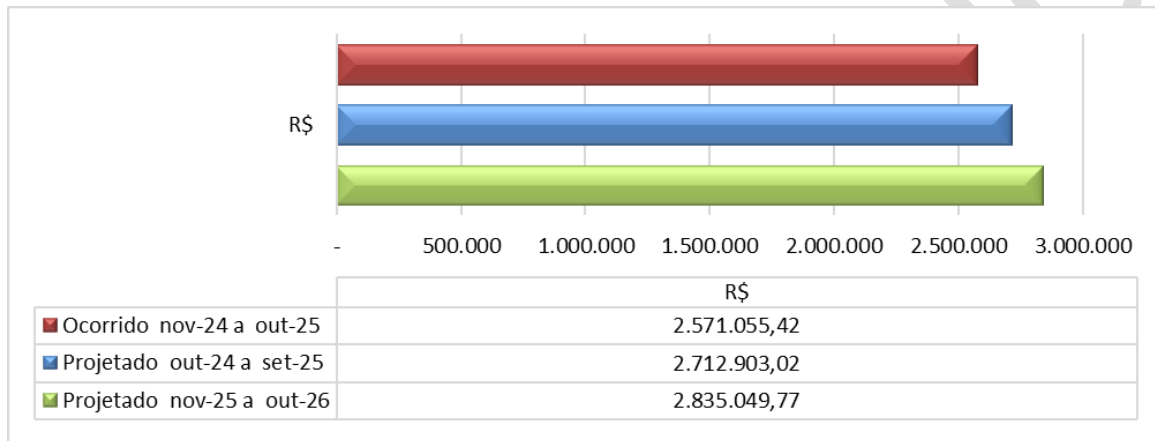 R$
- 500.000 1.000.000 1.500.000 2.000.000 2.500.000 3.000.000
R$
Ocorrido nov-24 a out-25 2.571.055,42
Projetado out-24 a set-25 2.712.903,02
Projetado nov-25 a out-26 2.835.049,77